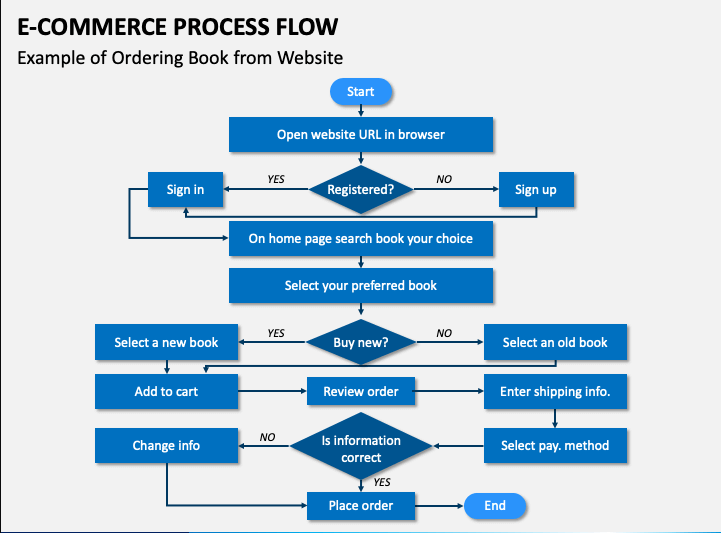 E-COMMERCE PROCESS FLOW
Example of Ordering Book from Website
Start
Open website URL in browser
Sign in
YES
Registered?
NO
Sign up
On home page search book your choice
Select your preferred book
Select a new book
YES
Buy new?
NO
Select an old book
Add to cart
Review order
Enter shipping info.
Change info
NO
Is information
correct
Select pay. method
YES
Place order
End